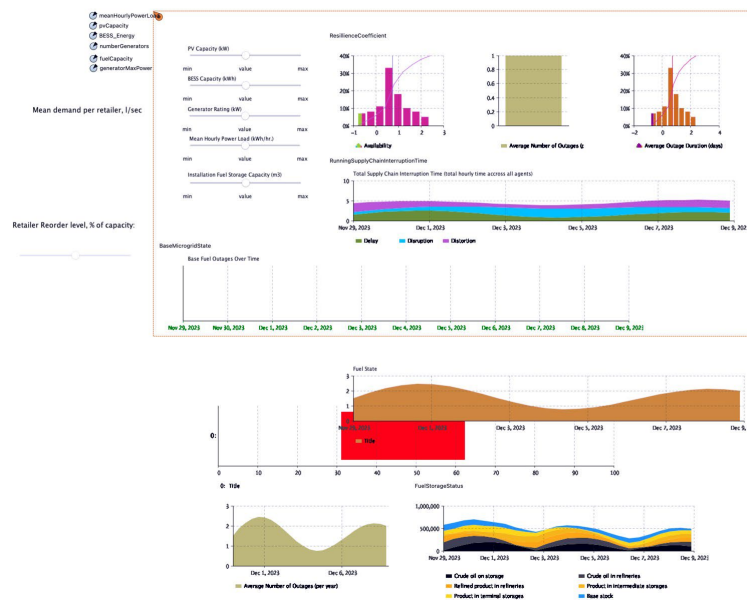 meanHourlyPowerLoad
pvCapacity
BESS_Energy
numberGenerators
fuelCapacity
generatorMaxPower
Mean demand per retailer, l/sec
Retailer Reorder level, % of capacity:
PV Capacity (kW)
min value max
BESS Capacity (kWh)
min value max
Generator Rating (kW)
min value max
Mean Hourly Power Load (kWh/hr.)
min value max
Installation Fuel Storage Capacity (m3)
min value max
ResilienceCoefficient
40%
30%
20%
10%
0%
-1 0 1 2 3
Availability
1
0.8
0.6
0.4
0.2
0
Average Number of Outages (p
40%
30%
20%
10%
0%
-2 0 2 4
Average Outage Duration (days)
RunningSupplyChainInterruptionTime
Total Supply Chain Interruption Time (total hourly time accross all agents)
10
5
0
Nov 29, 2023 Dec 1, 2023 Dec 3, 2023 Dec 5, 2023 Dec 7, 2023 Dec 9, 202
Delay Disruption Distortion
BaseMicrogridState
Base Fuel Outages Over Time
Nov 29, 2023 Nov 30, 2023 Dec 1, 2023 Dec 2, 2023 Dec 3, 2023 Dec 4, 2023 Dec 5, 2023 Dec 6, 2023 Dec 7, 2023 Dec 8, 2023 Dec 9, 202
Fuel State
3
2
1
0
Nov 29, 2023 Dec 1, 2023 Dec 3, 2023 Dec 5, 2023 Dec 7, 2023 Dec 9,
Title
0:
0 10 20 30 40 50 60 70 80 90 100
0: Title
FuelStorageStatus
3
2
1
0
Dec 1, 2023 Dec 6, 2023
Average Number of Outages (per year)
1,000,000
500,000
0
Nov 29, 2023 Dec 1, 2023 Dec 3, 2023 Dec 5, 2023 Dec 7, 2023 Dec 9, 202
Crude oil on storage Crude oil in refineries
Refined product in refineries Product in intermediate storages
Product in terminal storages Base stock